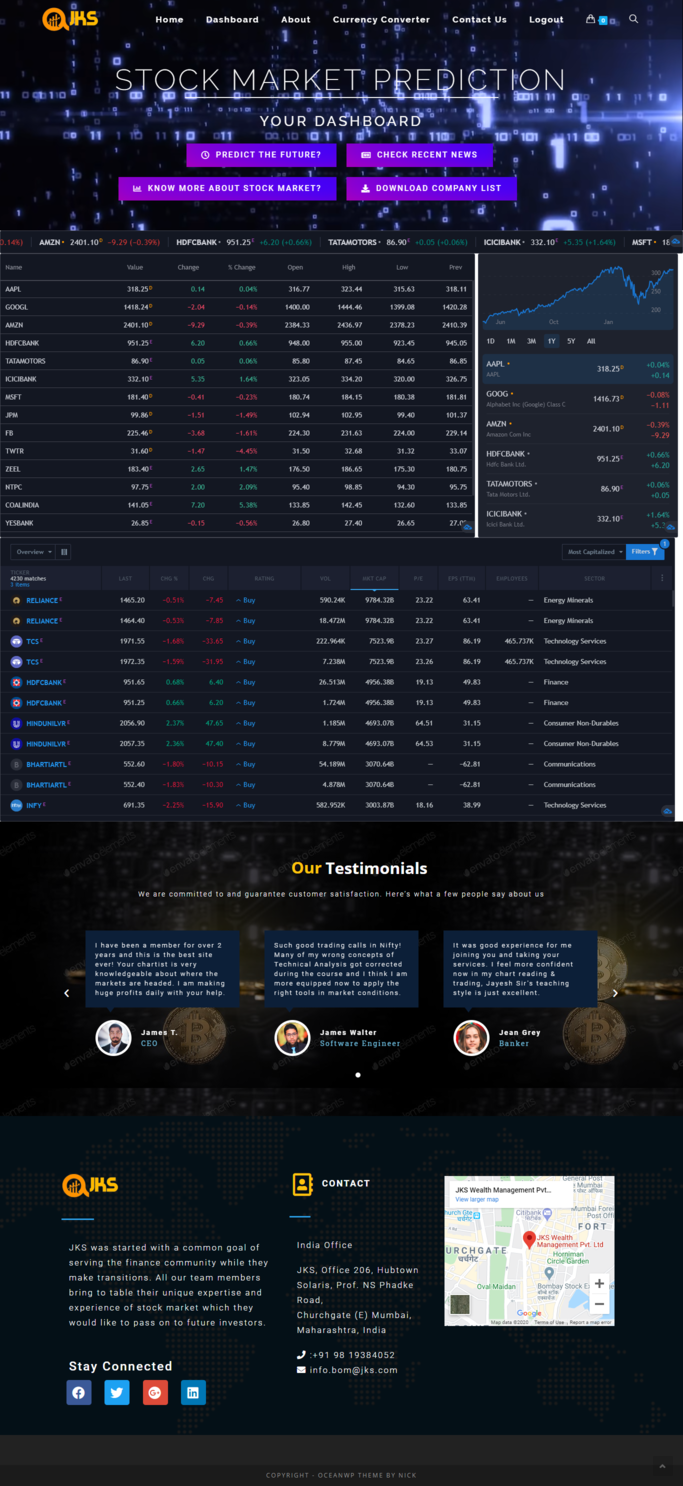 JKS
Home Dashboard About Currency Converter Contact Us Logout 0
STOCK MARKET PREDICTION
YOUR DASHBOARD
PREDICT THE FUTURE? CHECK RECENT NEWS
KNOW MORE ABOUT STOCK MARKET? DOWNLOAD COMPANY LIST
0.14%) AMZN 2401.10 D -9.29 (-0.39%) HDFCBANK 951.25 E +6.20 (+0.66%) TATAMOTORS 86.90 E +0.05 (+0.06%) ICICIBANK 332.10 E +5.35 (+1.64%) MSFT 18
Name Value Change % Change Open High Low Prev
AAPL 318.25 D 0.14 0.04% 316.77 323.44 315.63 318.11
GOOGL 1418.24 D -2.04 -0.14% 1400.00 1444.46 1399.08 1420.28
AMZN 2401.10 D -9.29 -0.39% 2384.33 2436.97 2378.23 2410.39
HDFCBANK 951.25 E 6.20 0.66% 948.00 955.00 923.45 945.05
TATAMOTORS 86.90 E 0.05 0.06% 85.80 87.45 84.65 86.85
ICICIBANK 332.10 E 5.35 1.64% 323.05 334.20 320.00 326.75
MSFT 181.40 D -0.41 -0.23% 180.74 184.15 180.38 181.81
JPM 99.86 D -1.51 -1.49% 102.94 102.95 99.40 101.37
FB 225.46 D -3.68 -1.61% 224.30 231.63 224.00 229.14
TWTR 31.60 D -1.47 -4.45% 31.50 32.68 31.32 33.07
ZEEL 183.40 E 2.65 1.47% 176.50 186.65 175.30 180.75
NTPC 97.75 E 2.00 2.09% 95.40 98.85 94.30 95.75
COALINDIA 141.05 E 7.20 5.38% 133.85 142.45 132.60 133.85
YESBANK 26.85 E -0.15 -0.56% 26.80 27.40 26.65 27.0
300
250
200
Jun Oct Jan
1D 1M 3M 1Y 5Y All
AAPL 318.25 D +0.04%
AAPL +0.14
GOOG 1416.73 D -0.08%
Alphabet Inc (Google) Class C -1.11
AMZN 2401.10 D -0.39%
Amazon Com Inc -9.29
HDFCBANK 951.25 E +0.66%
Hdfc Bank Ltd. +6.20
TATAMOTORS 86.90 E +0.06%
Tata Motors Ltd. +0.05
ICICIBANK 332.10 E +1.64%
Icici Bank Ltd. +5.
Overview Most Capitalized Filters 1
TICKER
4230 matches LAST CHG % CHG RATING VOL MKT CAP P/E EPS (TTM) EMPLOYEES SECTOR
RELIANCE E 1465.20 -0.51% -7.45 Buy 590.24K 9784.32B 23.22 63.41 — Energy Minerals
RELIANCE E 1464.40 -0.53% -7.85 Buy 18.472M 9784.32B 23.22 63.41 — Energy Minerals
TCS E 1971.55 -1.68% -33.65 Buy 222.964K 7523.9B 23.27 86.19 465.737K Technology Services
TCS E 1972.35 -1.59% -31.95 Buy 7.238M 7523.9B 23.26 86.19 465.737K Technology Services
HDFCBANK E 951.65 0.68% 6.40 Buy 26.513M 4956.38B 19.13 49.83 — Finance
HDFCBANK E 951.25 0.66% 6.20 Buy 1.724M 4956.38B 19.13 49.83 — Finance
HINDUNILVR E 2056.90 2.37% 47.65 Buy 1.185M 4693.07B 64.51 31.15 — Consumer Non-Durables
HINDUNILVR E 2057.35 2.36% 47.40 Buy 8.779M 4693.07B 64.53 31.15 — Consumer Non-Durables
BHARTIARTL E 552.60 -1.80% -10.15 Buy 54.189M 3070.64B — -62.81 — Communications
BHARTIARTL E 552.40 -1.83% -10.30 Buy 4.878M 3070.64B — -62.81 — Communications
INFY E 691.35 -2.25% -15.90 Buy 582.952K 3003.87B 18.16 38.99 — Technology Services
Our Testimonials
We are committed to and guarantee customer satisfaction. Here's what a few people say about us
I have been a member for over 2
years and this is the best site
ever! Your chartist is very
knowledgeable about where the
markets are headed. I am making
huge profits daily with your help.
James T.
CEO
Such good trading calls in Nifty!
Many of my wrong concepts of
Technical Analysis got corrected
during the course and I think I am
more equipped now to apply the
right tools in market conditions.
James Walter
Software Engineer
It was good experience for me
joining you and taking your
services. I feel more confident
now in my chart reading &
trading, Jayesh Sir's teaching
style is just excellent.
Jean Grey
Banker
JKS
JKS was started with a common goal of
serving the finance community while they
make transitions. All our team members
bring to table their unique expertise and
experience of stock market which they
would like to pass on to future investors.
Stay Connected
CONTACT
India Office
JKS, Office 206, Hubtown
Solaris, Prof. NS Phadke
Road,
Churchgate (E) Mumbai,
Maharashtra, India
:+91 98 19384052
info.bom@jks.com
JKS Wealth Management Pvt...
View larger map
General Post
Mumbai
Citibank
चर्चगेट
FORT
JKS Wealth
Management Pvt. Ltd
URCHGATE
चर्चगेट
Horniman
Circle Garden
Oval Maidan
Bombay Stock E
Google
Map data ©2020 Terms of Use Report a map error
COPYRIGHT - OCEANWP THEME BY NICK